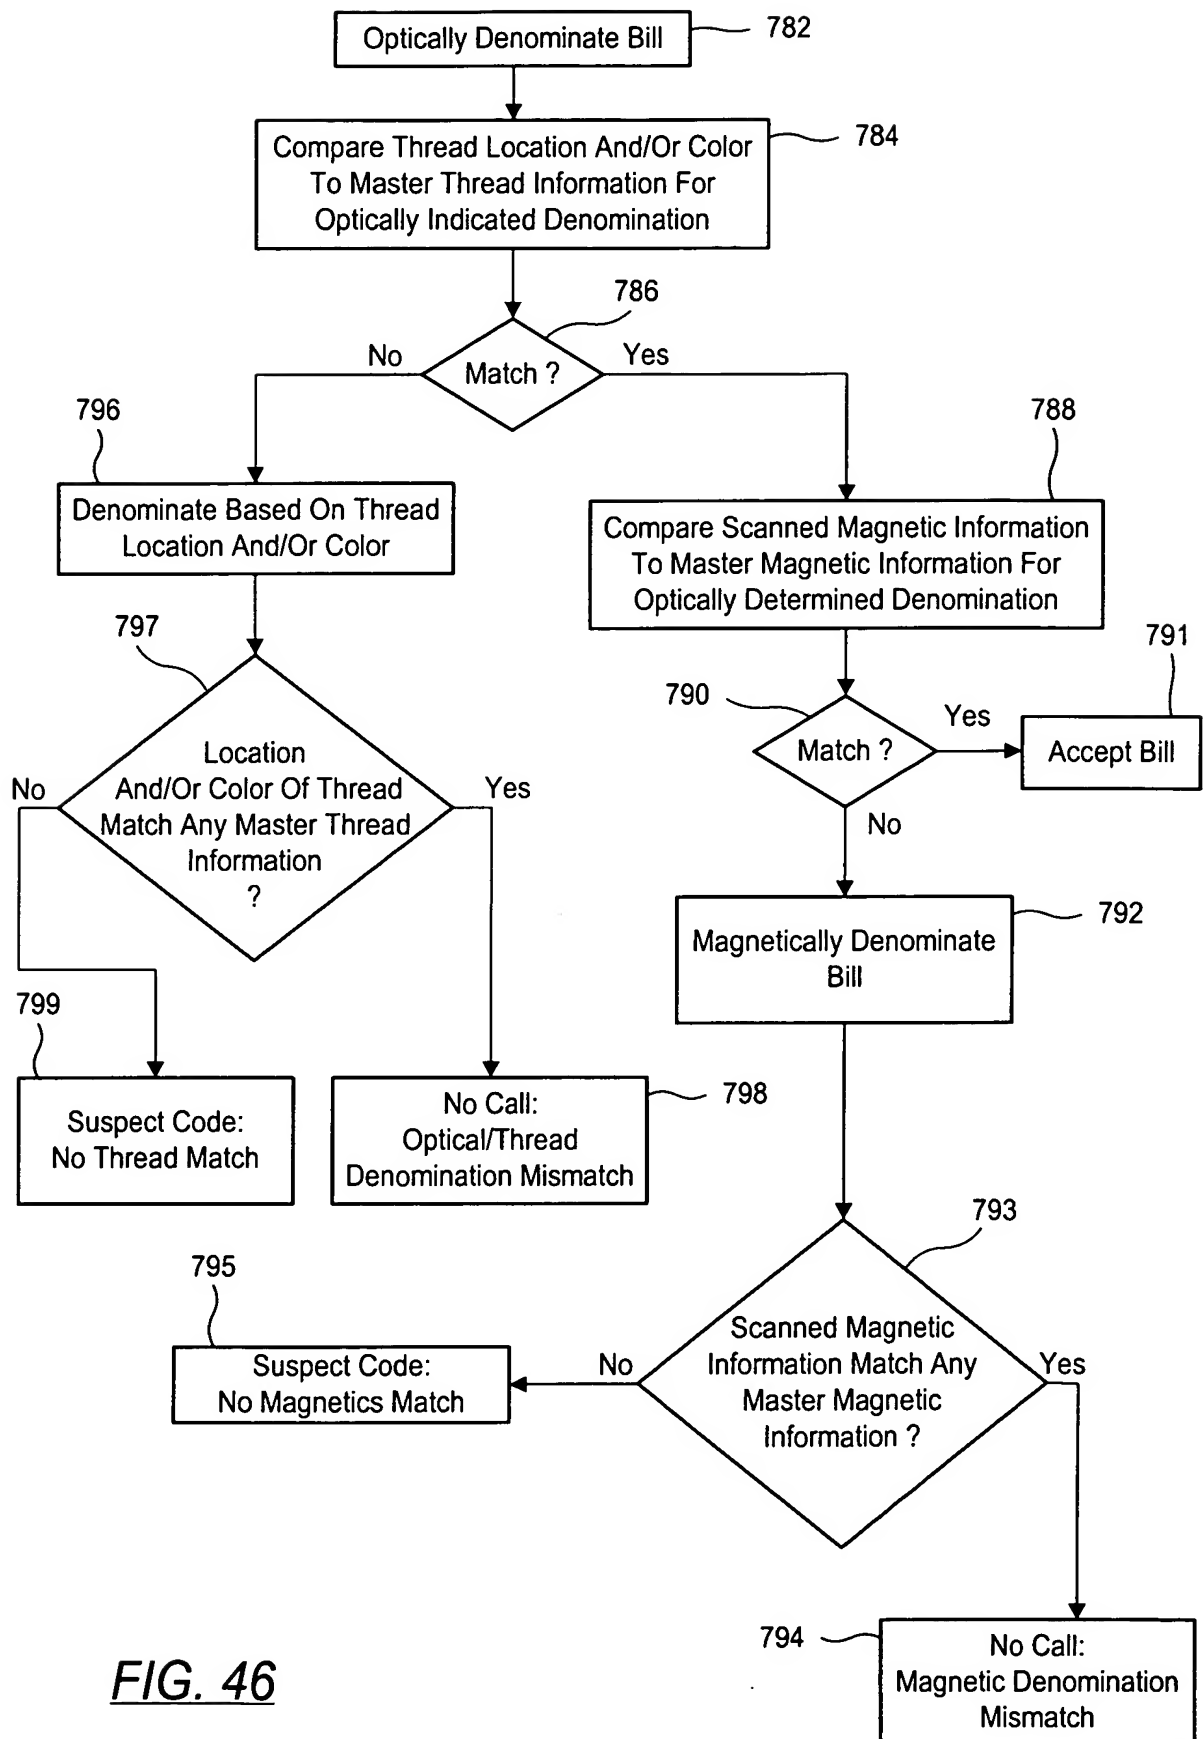 Optically Denominate Bill
782
Compare Thread Location And/Or Color
To Master Thread Information For
Optically Indicated Denomination
784
786
Match ?
No
Yes
796
Denominate Based On Thread
Location And/Or Color
788
Compare Scanned Magnetic Information
To Master Magnetic Information For
Optically Determined Denomination
797
Location
And/Or Color Of Thread
Match Any Master Thread
Information
?
No
Yes
790
Match ?
Yes
791
Accept Bill
No
792
Magnetically Denominate
Bill
799
Suspect Code:
No Thread Match
No Call:
Optical/Thread
Denomination Mismatch
798
793
Scanned Magnetic
Information Match Any
Master Magnetic
Information ?
No
Yes
795
Suspect Code:
No Magnetics Match
794
No Call:
Magnetic Denomination
Mismatch
FIG. 46